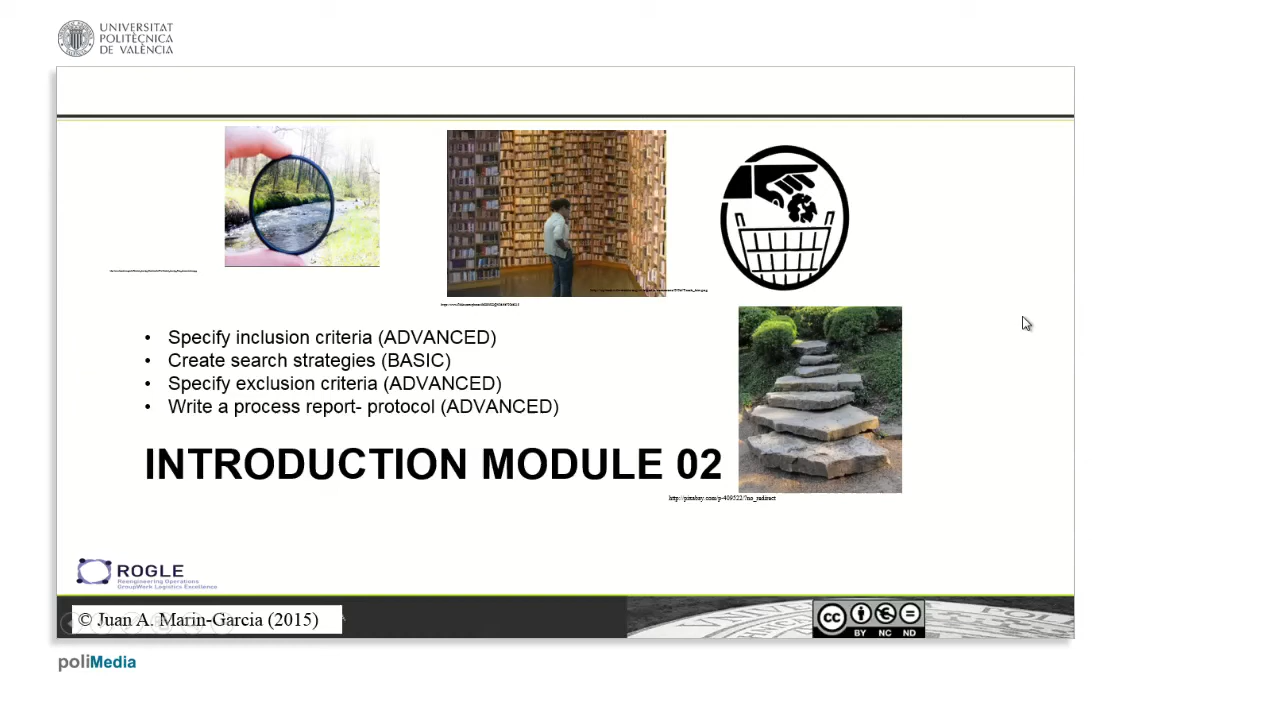 UNIVERSITAT
POLITÈCNICA
DE VALÈNCIA
• Specify inclusion criteria (ADVANCED)
• Create search strategies (BASIC)
• Specify exclusion criteria (ADVANCED)
• Write a process report- protocol (ADVANCED)
INTRODUCTION MODULE 02
http://pixabay.com/p-409522/?no_redirect
ROGLE
Reengineering Operations
GroupWork Logistics Excellence
© Juan A. Marin-Garcia (2015)
cc
BY NC ND
poliMedia